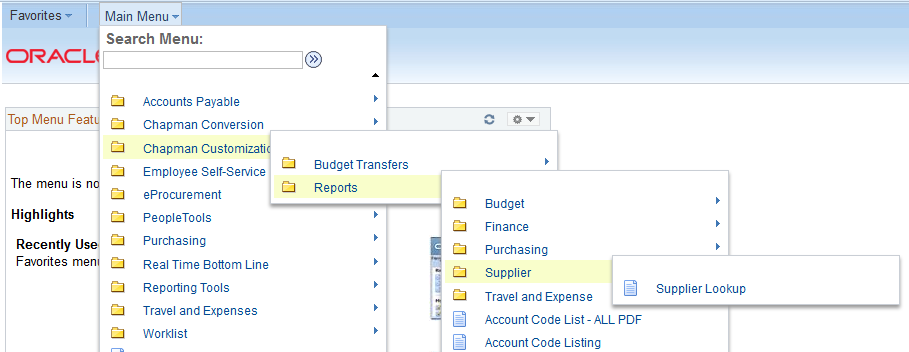 Favorites
Main Menu
Search Menu:
ORACLE
Top Menu Featu
The menu is no
Highlights
Recently Use
Favorites menu
Accounts Payable
Chapman Conversion
Chapman Customizatio
Employee Self-Service
eProcurement
PeopleTools
Purchasing
Real Time Bottom Line
Reporting Tools
Travel and Expenses
Worklist
Budget Transfers
Reports
Budget
Finance
Purchasing
Supplier
Travel and Expense
Account Code List - ALL PDF
Account Code Listing
Supplier Lookup